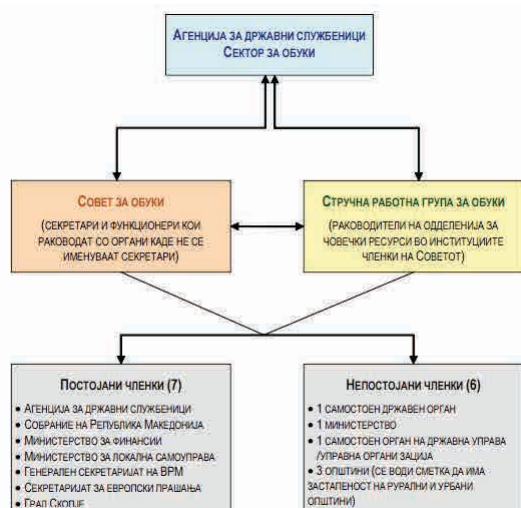 АГЕНЦИЈА ЗА ДРЖАВНИ СЛУЖБЕНИЦИ
СЕКТОР ЗА ОБУКИ
СОВЕТ ЗА ОБУКИ
(СЕКРЕТАРИ И ФУНКЦИОНЕРИ КОИ
РАКОВОДАТ СО ОРГАНИ КАДЕ НЕ СЕ
ИМЕНУВААТ СЕКРЕТАРИ)
СТРУЧНА РАБОТНА ГРУПА ЗА ОБУКИ
(РАКОВОДИТЕЛИ НА ОДДЕЛЕНИЈА ЗА
ЧОВЕЧКИ РЕСУРСИ ВО ИНСТИТУЦИИТЕ
ЧЛЕНКИ НА СОВЕТОТ)
ПОСТОЈАНИ ЧЛЕНКИ (7)
• АГЕНЦИЈА ЗА ДРЖАВНИ СЛУЖБЕНИЦИ
• СОБРАНИЕ НА РЕПУБЛИКА МАКЕДОНИЈА
• МИНИСТЕРСТВО ЗА ФИНАНСИИ
• МИНИСТЕРСТВО ЗА ЛОКАЛНА САМОУПРАВА
• ГЕНЕРАЛЕН СЕКРЕТАРИЈАТ НА ВРМ
• СЕКРЕТАРИЈАТ ЗА ЕВРОПСКИ ПРАШАЊА
• ГРАД СКОПЈЕ
НЕПОСТОЈАНИ ЧЛЕНКИ (6)
• 1 САМОСТОЕН ДРЖАВЕН ОРГАН
• 1 МИНИСТЕРСТВО
• 1 САМОСТОЕН ОРГАН НА ДРЖАВНА УПРАВА
/УПРАВНА ОРГАНИ ЗАЦИЈА
• 3 ОПШТИНИ (СЕ ВОДИ СМЕТКА ДА ИМА
ЗАСТАПЕНОСТ НА РУРАЛНИ И УРБАНИ
ОПШТИНИ)